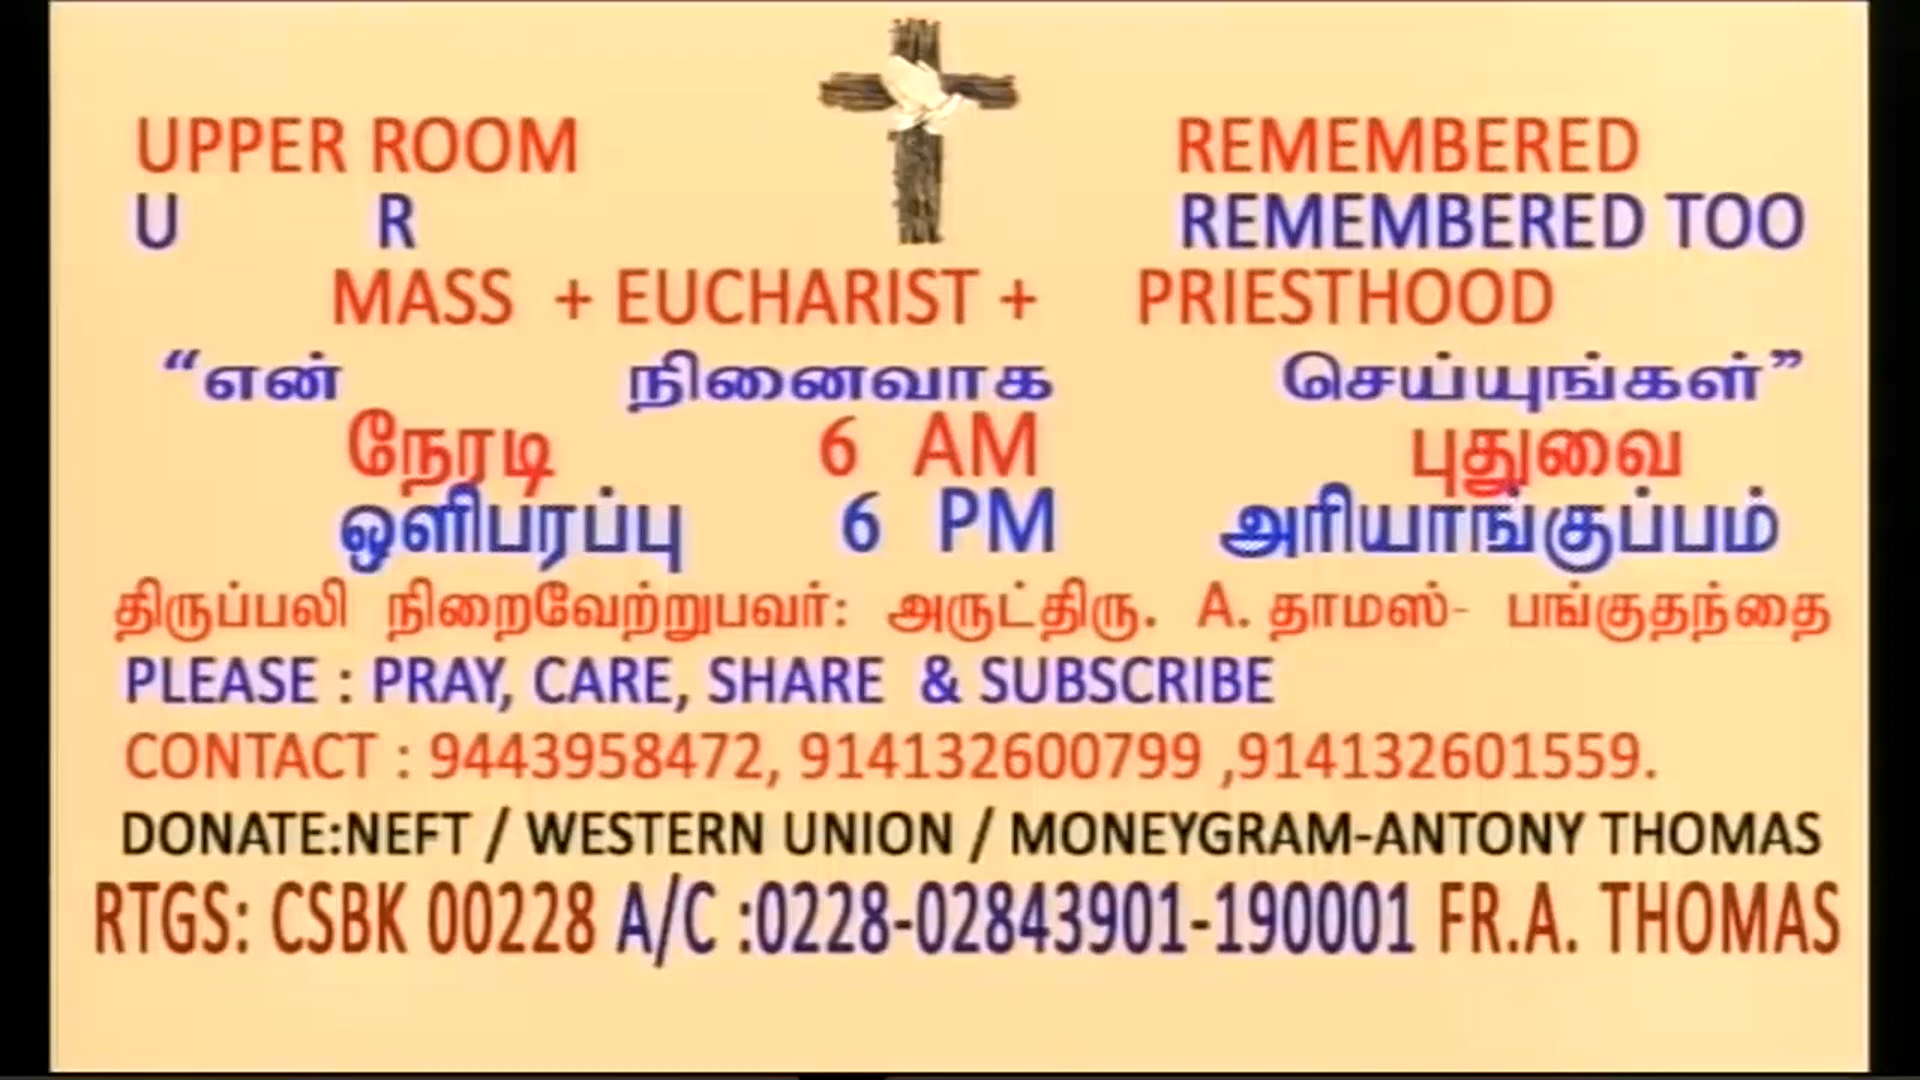 UPPER ROOM REMEMBERED
U R REMEMBERED TOO
MASS + EUCHARIST + PRIESTHOOD
“என் நினைவாக செய்யுங்கள்”
நேரடி 6 AM புதுவை
ஒளிபரப்பு 6 PM அரியாங்குப்பம்
திருப்பலி நிறைவேற்றுபவர்: அருட்திரு. A. தாமஸ்- பங்குதந்தை
PLEASE : PRAY, CARE, SHARE & SUBSCRIBE
CONTACT : 9443958472, 914132600799 ,914132601559.
DONATE:NEFT / WESTERN UNION / MONEYGRAM-ANTONY THOMAS
RTGS: CSBK 00228 A/C :0228-02843901-190001 FR.A. THOMAS